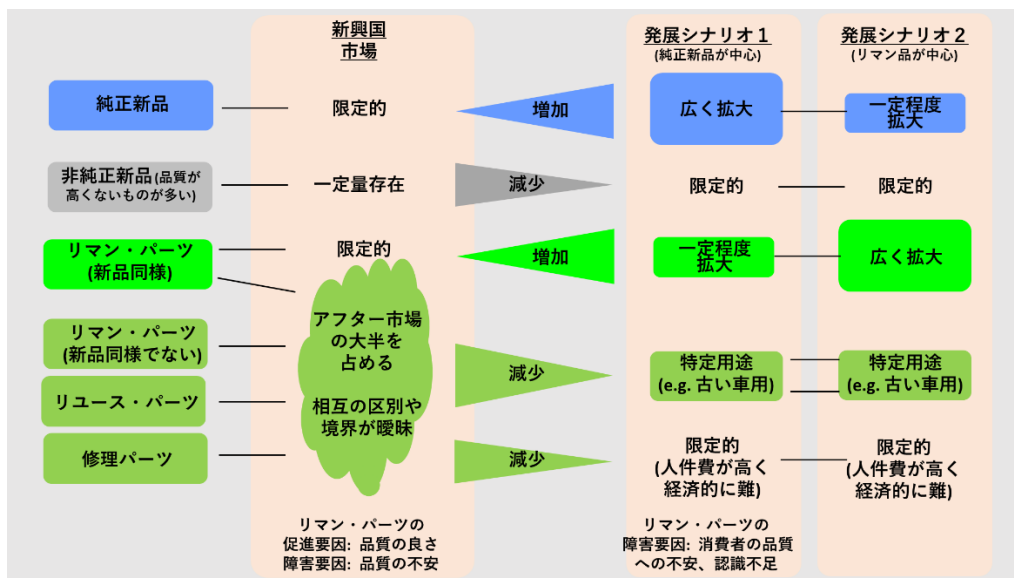 新興国
市場
発展シナリオ１
(純正新品が中心)
発展シナリオ２
(リマン品が中心)
純正新品
限定的
増加
広く拡大
一定程度
拡大
非純正新品(品質が
高くないものが多い)
一定量存在
減少
限定的
限定的
リマン・パーツ
(新品同様)
限定的
増加
一定程度
拡大
広く拡大
リマン・パーツ
(新品同様でない)
リユース・パーツ
修理パーツ
アフター市場
の大半を
占める
相互の区別や
境界が曖昧
減少
特定用途
(e.g. 古い車用)
特定用途
(e.g. 古い車用)
減少
限定的
(人件費が高く
経済的に難)
限定的
(人件費が高く
経済的に難)
リマン・パーツの
促進要因: 品質の良さ
障害要因: 品質の不安
リマン・パーツの
障害要因: 消費者の品質
への不安、認識不足